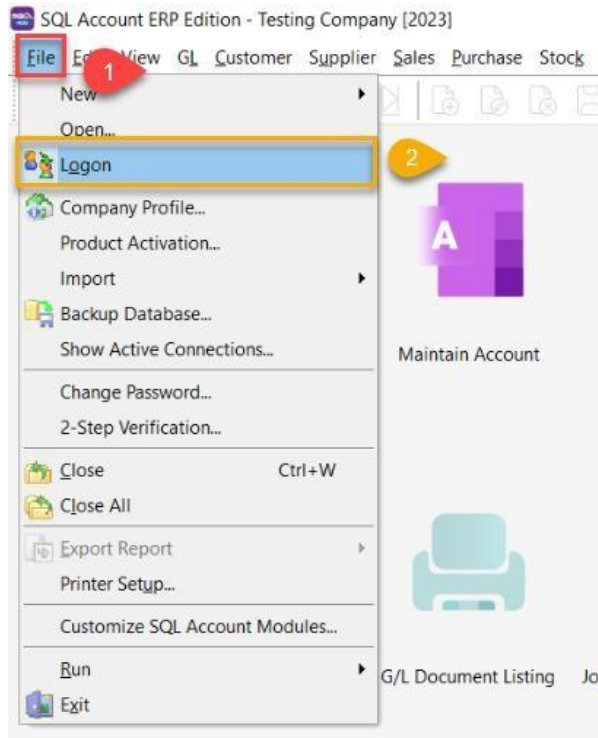 SQL Account ERP Edition - Testing Company [2023]
File View GL Customer Supplier Sales Purchase Stock
1
New
Open...
Logon
2
Company Profile...
Product Activation...
Import
Backup Database...
Show Active Connections...
Change Password...
2-Step Verification...
Close Ctrl+W
Close All
Export Report
Printer Setup...
Customize SQL Account Modules...
Run
Exit
A
Maintain Account
G/L Document Listing